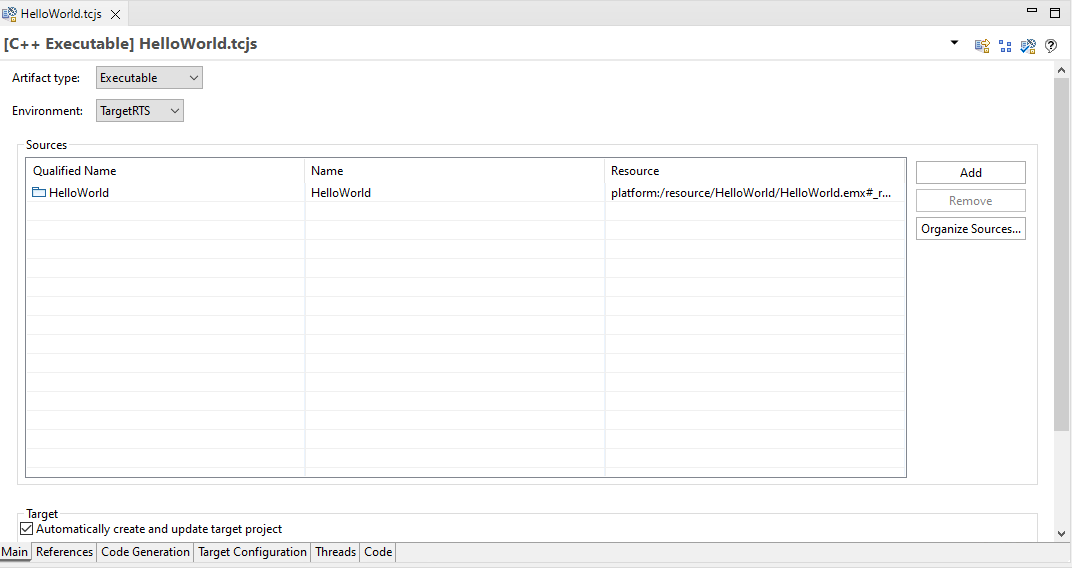 HelloWorld.tcjs
[C++ Executable] HelloWorld.tcjs
Artifact type: Executable
Environment: TargetRTS
Sources
Qualified Name Name Resource
HelloWorld HelloWorld platform:/resource/HelloWorld/HelloWorld.emx#_r...
Add
Remove
Organize Sources...
Target
Automatically create and update target project
Main References Code Generation Target Configuration Threads Code